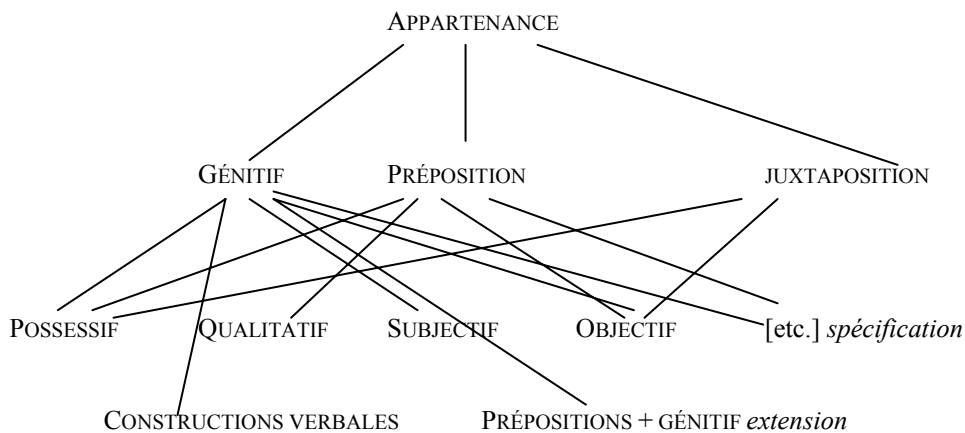 APPARTENANCE
GÉNITIF PRÉPOSITION JUXTAPOSITION
POSSESSIF QUALITATIF SUBJECTIF OBJECTIF [etc.] spécification
CONSTRUCTIONS VERBALES PRÉPOSITIONS + GÉNITIF extension